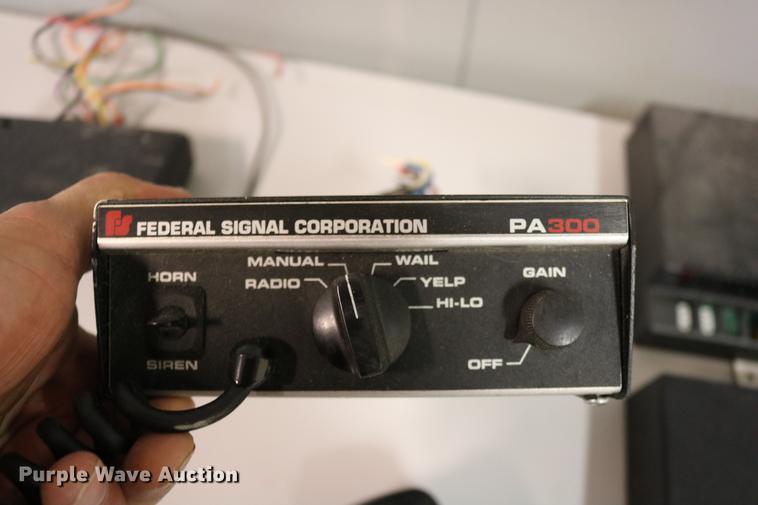 FEDERAL SIGNAL CORPORATION PA300
MANUAL WAIL
HORN RADIO YELP GAIN
HI-LO
SIREN OFF
Purple Wave Auction